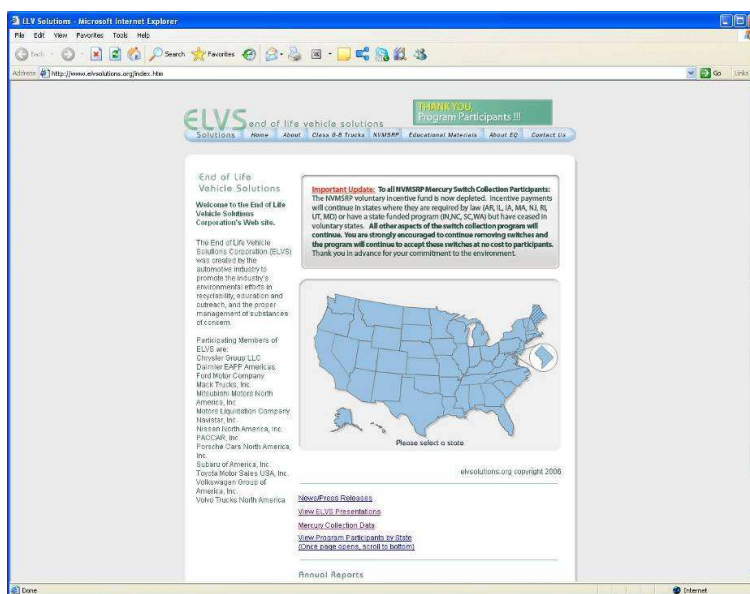 ELV Solutions - Microsoft Internet Explorer
File Edit View Favorites Tools Help
Back Search Favorites
Address http://www.elvsolutions.org/index.htm Go Links
THANK YOU,
Program Participants !!!
ELVS end of life vehicle solutions
Solutions Home About Class 6-8 Trucks NVMSRP Educational Materials About EQ Contact Us
End of Life
Vehicle Solutions
Welcome to the End of Life
Vehicle Solutions
Corporation's Web site.
The End of Life Vehicle
Solutions Corporation (ELVS)
was created by the
automotive industry to
promote the industry's
environmental efforts in
recyclability, education and
outreach, and the proper
management of substances
of concern.
Participating Members of
ELVS are:
Chrysler Group LLC
Daimler EAFP Americas
Ford Motor Company
Mack Trucks, Inc.
Mitsubishi Motors North
America, Inc.
Motors Liquidation Company
Navistar, Inc
Nissan North America, Inc.
PACCAR, Inc.
Porsche Cars North America,
Inc.
Subaru of America, Inc.
Toyota Motor Sales USA, Inc.
Volkswagen Group of
America, Inc.
Volvo Trucks North America
Important Update: To all NVMSRP Mercury Switch Collection Participants:
The NVMSRP voluntary incentive fund is now depleted. Incentive payments
will continue in states where they are required by law (AR, IL, IA, MA, NJ, RI,
UT, MD) or have a state funded program (IN,NC, SC,WA) but have ceased in
voluntary states. All other aspects of the switch collection program will
continue. You are strongly encouraged to continue removing switches and
the program will continue to accept these switches at no cost to participants.
Thank you in advance for your commitment to the environment.
Please select a state
elvsolutions.org copyright 2006
News/Press Releases
View ELVS Presentations
Mercury Collection Data
View Program Participants by State
(Once page opens, scroll to bottom)
Annual Reports
Done Internet